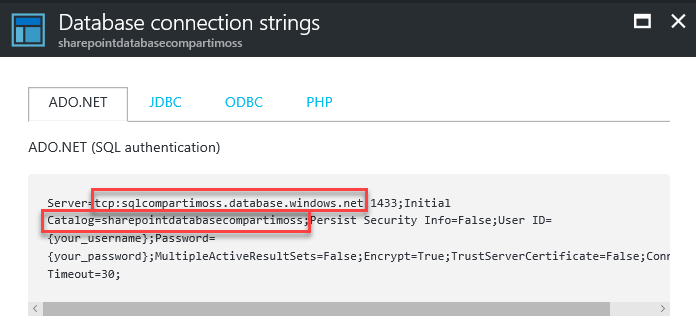 Database connection strings
sharepointdatabasecompartimoss
ADO.NET JDBC ODBC PHP
ADO.NET (SQL authentication)
Server=tcp:sqlcompartimoss.database.windows.net 1433;Initial
Catalog=sharepointdatabasecompartimoss;Persist Security Info=False;User ID=
{your_username};Password=
{your_password};MultipleActiveResultSets=False;Encrypt=True;TrustServerCertificate=False;Conn
Timeout=30;